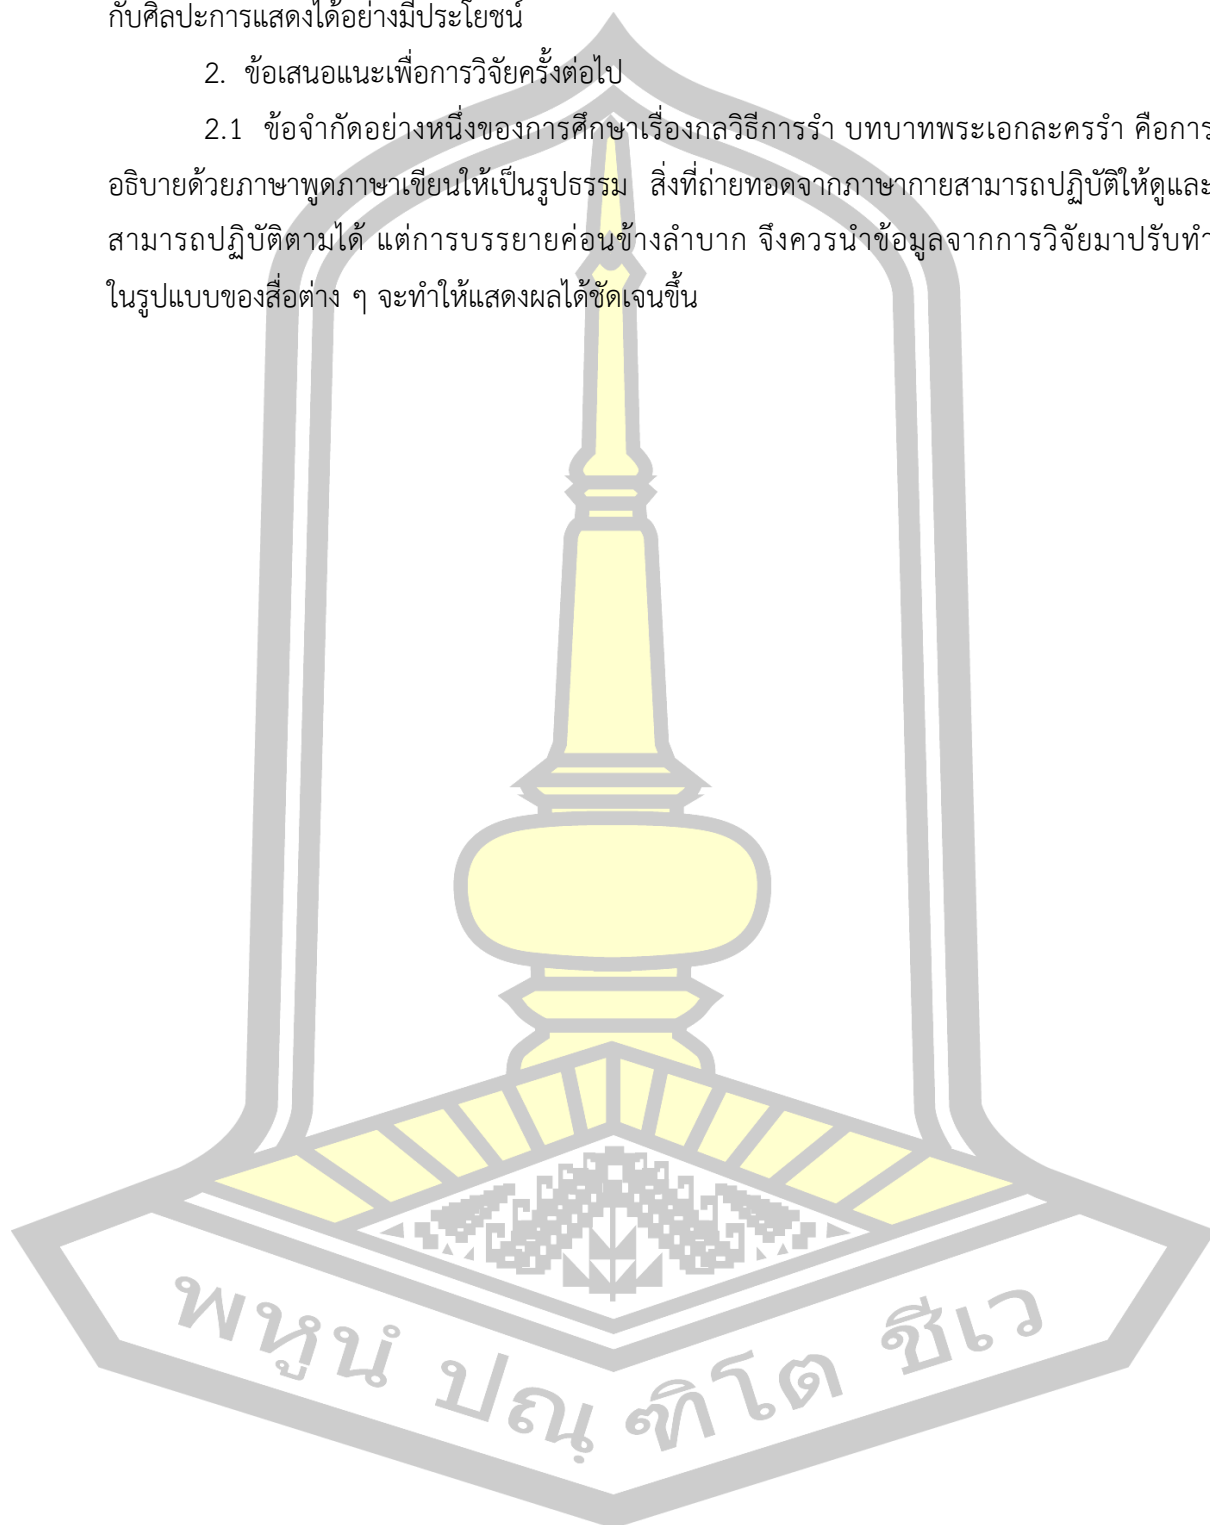 กับศิลปะการแสดงได้อย่างมีประโยชน์
2. ข้อเสนอแนะเพื่อการวิจัยครั้งต่อไป
2.1 ข้อจำกัดอย่างหนึ่งของการศึกษาเรื่องกลวิธีการรำ บทบาทพระเอกละครรำ คือการ
อธิบายด้วยภาษาพูดภาษาเขียนให้เป็นรูปธรรม สิ่งที่ถ่ายทอดจากภาษากายสามารถปฏิบัติให้ดูและ
สามารถปฏิบัติตามได้ แต่การบรรยายค่อนข้างลำบาก จึงควรนำข้อมูลจากการวิจัยมาปรับทำ
ในรูปแบบของสื่อต่าง ๆ จะทำให้แสดงผลได้ชัดเจนขึ้น
พหูนํ ปณฺ ฑิโต ชีเว